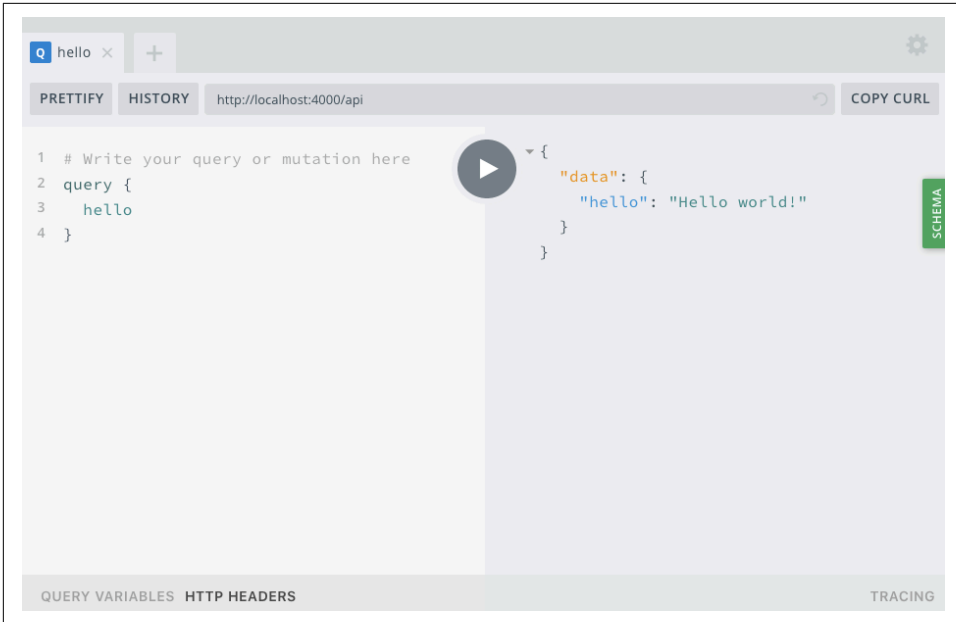 Q hello × +
PRETTIFY HISTORY http://localhost:4000/api COPY CURL
1 # Write your query or mutation here
2 query {
3   hello
4 }
{
  "data": {
    "hello": "Hello world!"
  }
}
SCHEMA
QUERY VARIABLES HTTP HEADERS TRACING